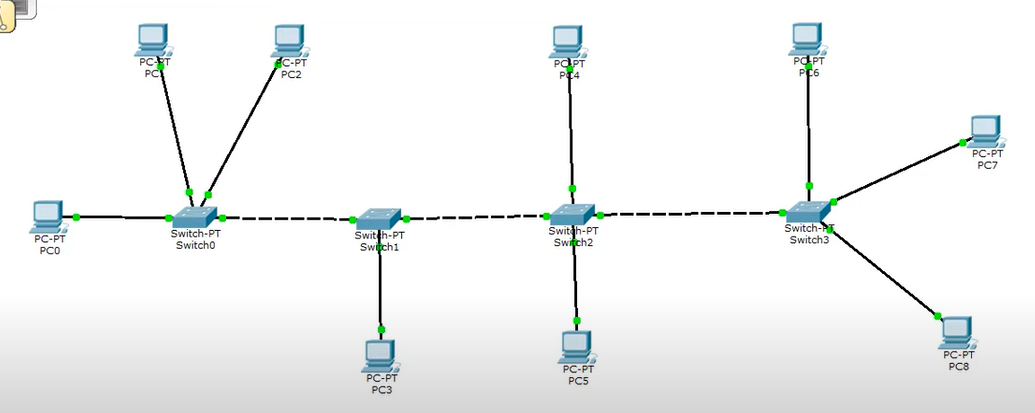 PC-PT
PC-PT
PC2
PC-PT
PC4
PC-PT
PC6
PC-PT
PC7
PC-PT
PC0
Switch-PT
Switch0
Switch-PT
Switch1
Switch-PT
Switch2
Switch-PT
Switch3
PC-PT
PC3
PC-PT
PC5
PC-PT
PC8